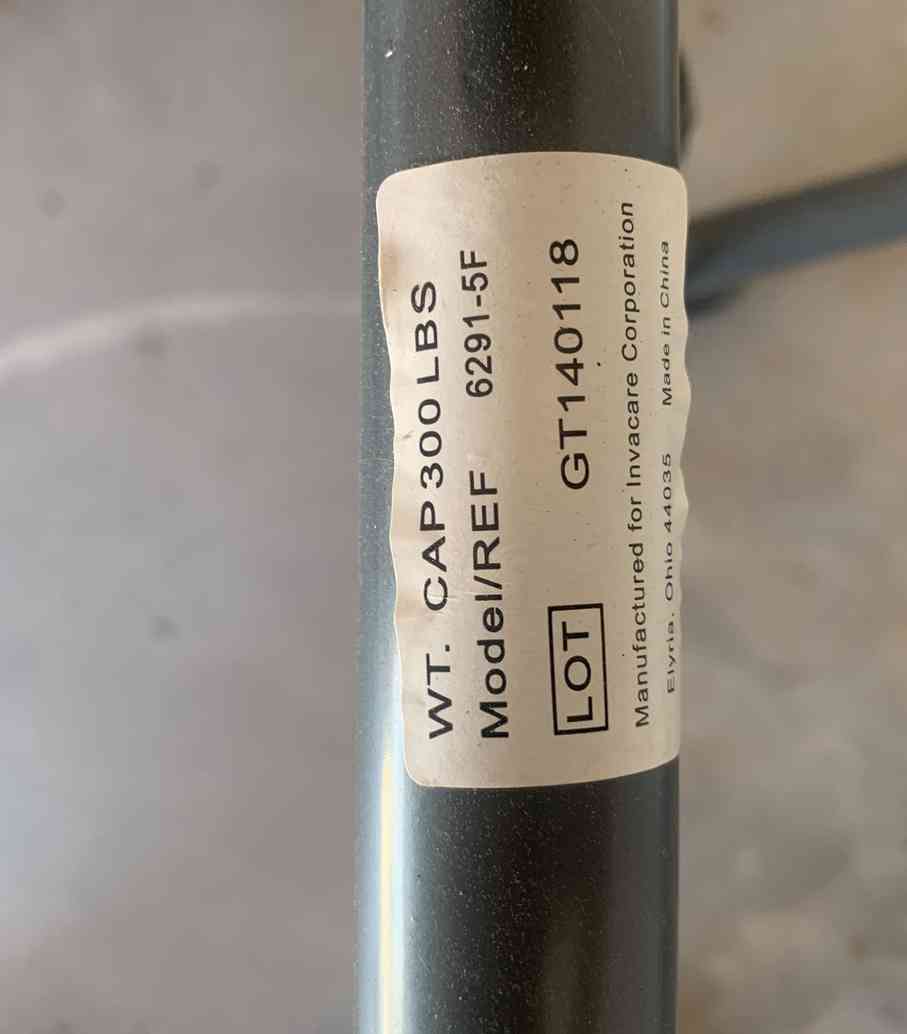 WT. CAP 300 LBS
Model/REF 6291-5F
LOT GT140118
Manufactured for Invacare Corporation
Elyria, Ohio 44035 Made in China